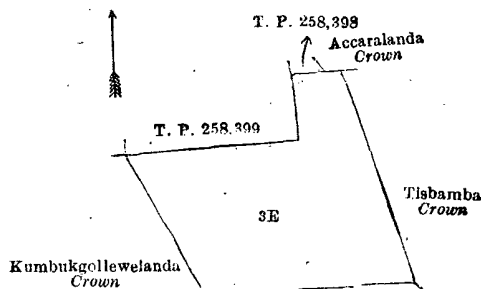 T. P. 258,398
Accaralanda
Crown
T. P. 258,399
Tisbamba
Crown
3E
Kumbukgollewelanda
Crown